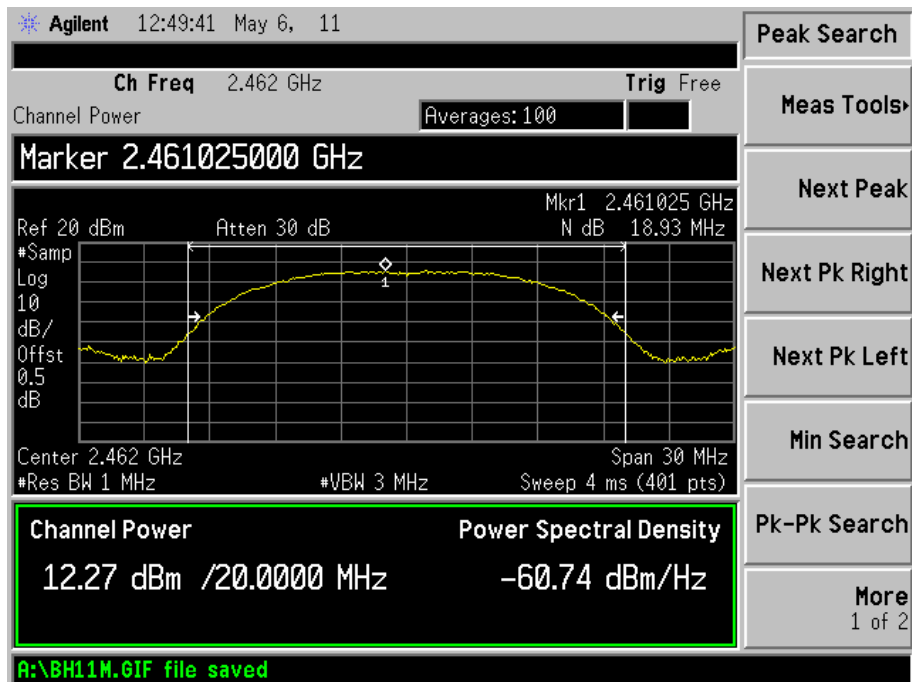 Agilent 12:49:41 May 6, 11
Ch Freq 2.462 GHz Trig Free
Channel Power Averages: 100
Marker 2.461025000 GHz
Mkr1 2.461025 GHz
Ref 20 dBm Atten 30 dB N dB 18.93 MHz
#Samp
Log
10
dB/
Offst
0.5
dB
1
Center 2.462 GHz Span 30 MHz
#Res BW 1 MHz #VBW 3 MHz Sweep 4 ms (401 pts)
Channel Power Power Spectral Density
12.27 dBm /20.0000 MHz -60.74 dBm/Hz
A:\BH11M.GIF file saved
Peak Search
Meas Tools
Next Peak
Next Pk Right
Next Pk Left
Min Search
Pk-Pk Search
More
1 of 2